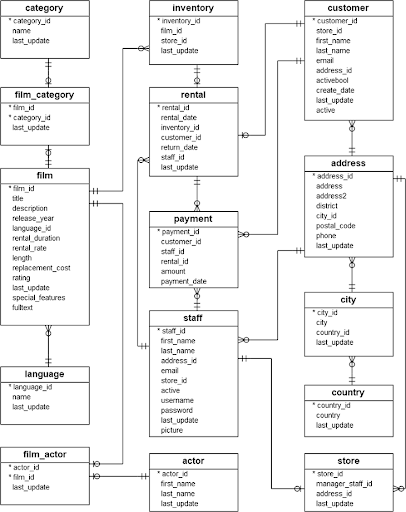 category
* category_id
name
last_update
film_category
* film_id
* category_id
last_update
film
* film_id
title
description
release_year
language_id
rental_duration
rental_rate
length
replacement_cost
rating
last_update
special_features
fulltext
language
* language_id
name
last_update
film_actor
* actor_id
* film_id
last_update
inventory
* inventory_id
film_id
store_id
last_update
rental
* rental_id
rental_date
inventory_id
customer_id
return_date
staff_id
last_update
payment
* payment_id
customer_id
staff_id
rental_id
amount
payment_date
staff
* staff_id
first_name
last_name
address_id
email
store_id
active
username
password
last_update
picture
actor
* actor_id
first_name
last_name
last_update
customer
* customer_id
store_id
first_name
last_name
email
address_id
activebool
create_date
last_update
active
address
* address_id
address
address2
district
city_id
postal_code
phone
last_update
city
* city_id
city
country_id
last_update
country
* country_id
country
last_update
store
* store_id
manager_staff_id
address_id
last_update